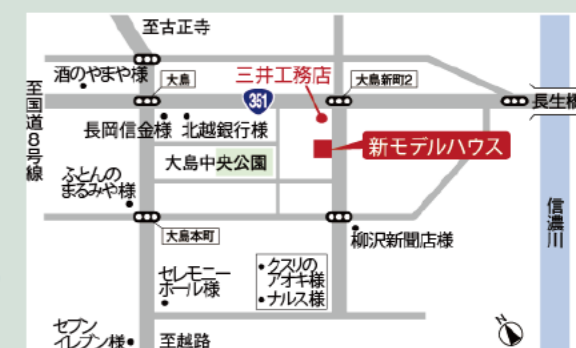 至古正寺
酒のやまや様
大島
三井工務店
大島新町2
351
至国道8号線
長生橋
長岡信金様
北越銀行様
新モデルハウス
大島中央公園
ふとんの
まるみや様
信濃川
大島本町
柳沢新聞店様
セレモニー
ホール様
•クスリの
アオキ様
•ナルス様
N
セブン
イレブン様
至越路